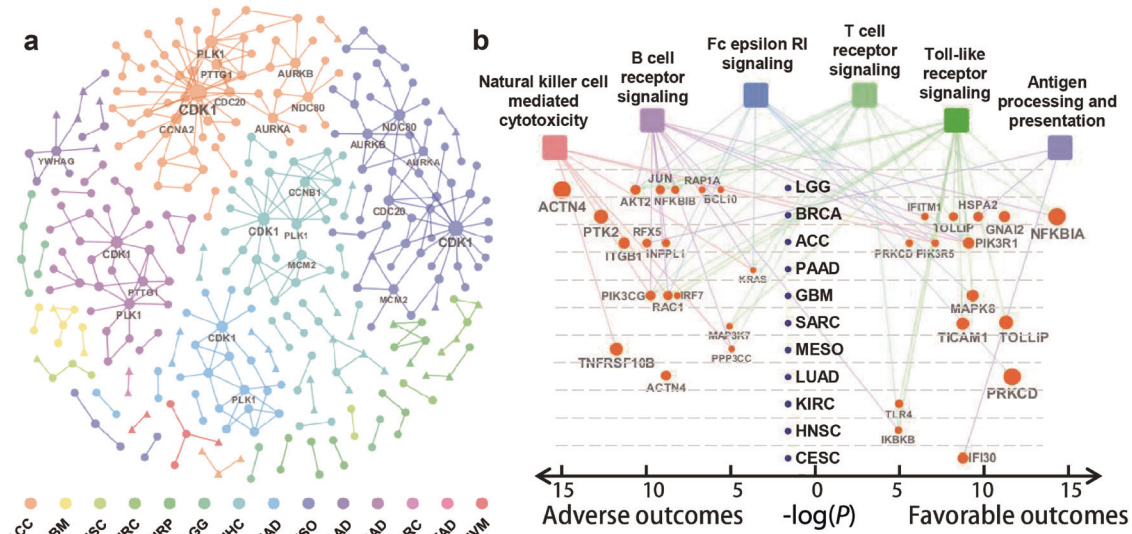 a
PLK1
PTTG1
AURKB
CDK1
CDC20
NDC80
CCNA2
AURKA
NDC80
AURKB
AURKA
YWHAG
CCNB1
CDC20
CDK1
PLK1
CDK1
CDK1
MCM2
PTTG1
MCM2
PLK1
CDK1
PLK1
b
Natural killer cell
mediated
cytotoxicity
B cell
receptor
signaling
Fc epsilon RI
signaling
T cell
receptor
signaling
Toll-like
receptor
signaling
Antigen
processing and
presentation
LGG
JUN
RAP1A
ACTN4
AKT2
NFKBIB
BCL10
BRCA
IFITM1
HSPA2
PTK2
TOLLIP
GNAI2
NFKBIA
ACC
RFX5
ITGB1
INPPL1
PRKCD
PIK3R5
PIK3R1
PAAD
KRAS
GBM
PIK3CG
RAC1
IRF7
MAPK8
SARC
MAP3K7
TICAM1
TOLLIP
MESO
TNFRSF10B
PPP3CC
LUAD
ACTN4
PRKCD
KIRC
TLR4
HNSC
IKBKB
CESC
IFI30
15 10 5 0 5 10 15
Adverse outcomes -log(P) Favorable outcomes